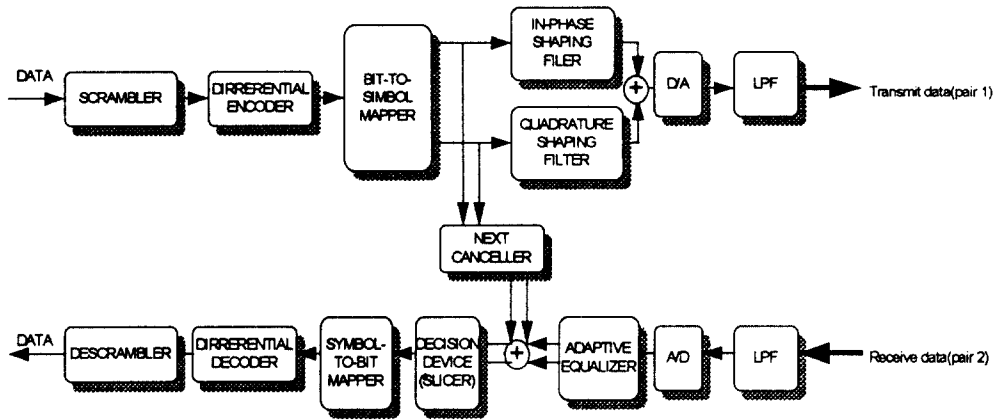 DATA
SCRAMBLER
DIRRERENTIAL
ENCODER
BIT-TO-
SIMBOL
MAPPER
IN-PHASE
SHAPING
FILER
QUADRATURE
SHAPING
FILTER
+
D/A
LPF
Transmit data(pair 1)
NEXT
CANCELLER
DATA
DESCRAMBLER
DIRRERENTIAL
DECODER
SYMBOL-
TO-BIT
MAPPER
DECISION
DEVICE
(SLICER)
+
ADAPTIVE
EQUALIZER
A/D
LPF
Receive data(pair 2)